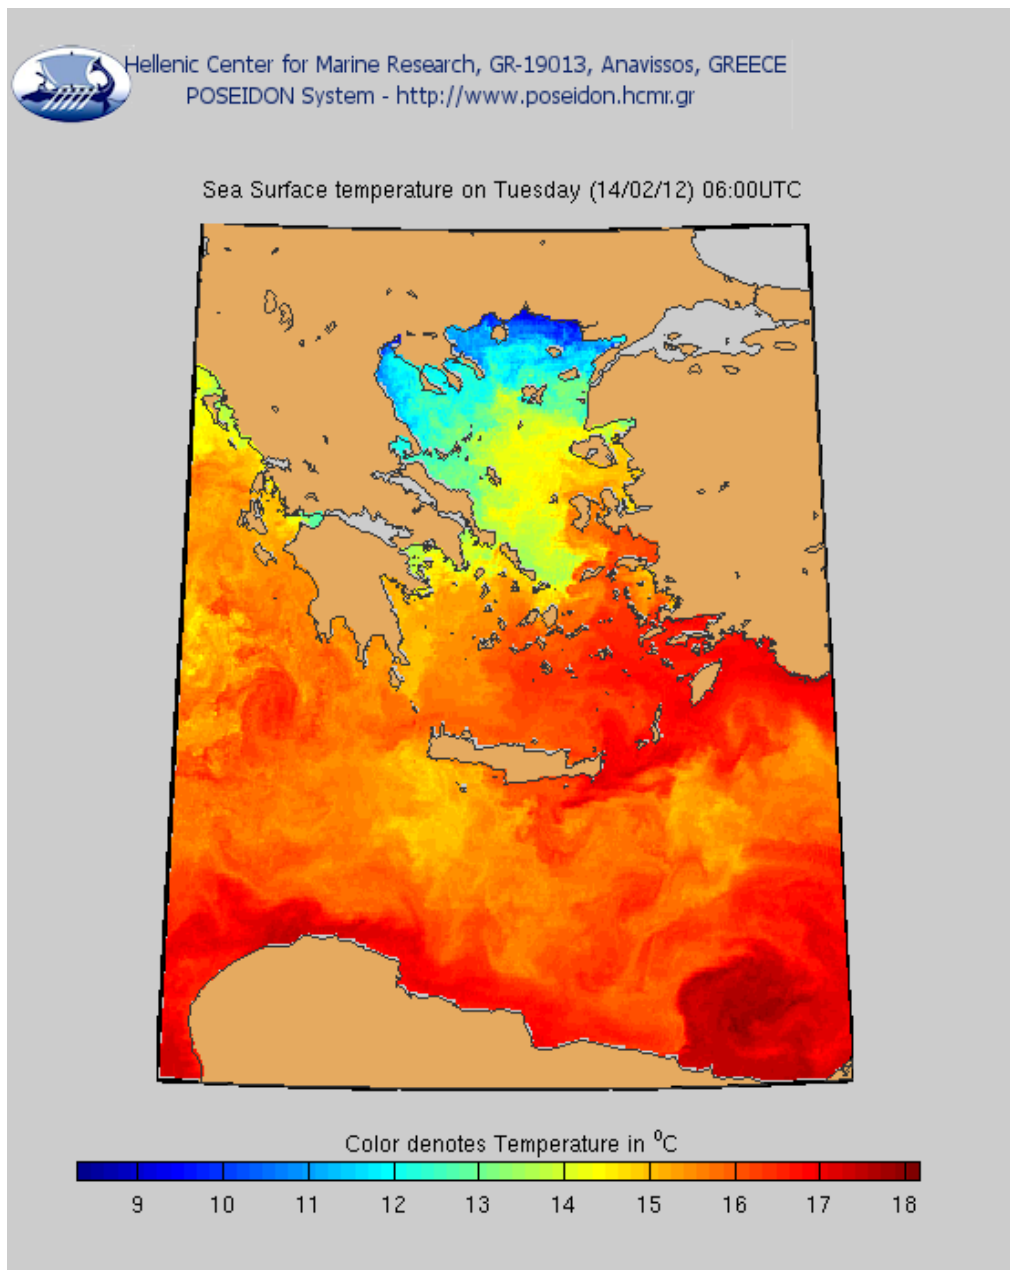 Hellenic Center for Marine Research, GR-19013, Anavissos, GREECE
POSEIDON System - http://www.poseidon.hcmr.gr
Sea Surface temperature on Tuesday (14/02/12) 06:00UTC
Color denotes Temperature in ⁰C
9 10 11 12 13 14 15 16 17 18